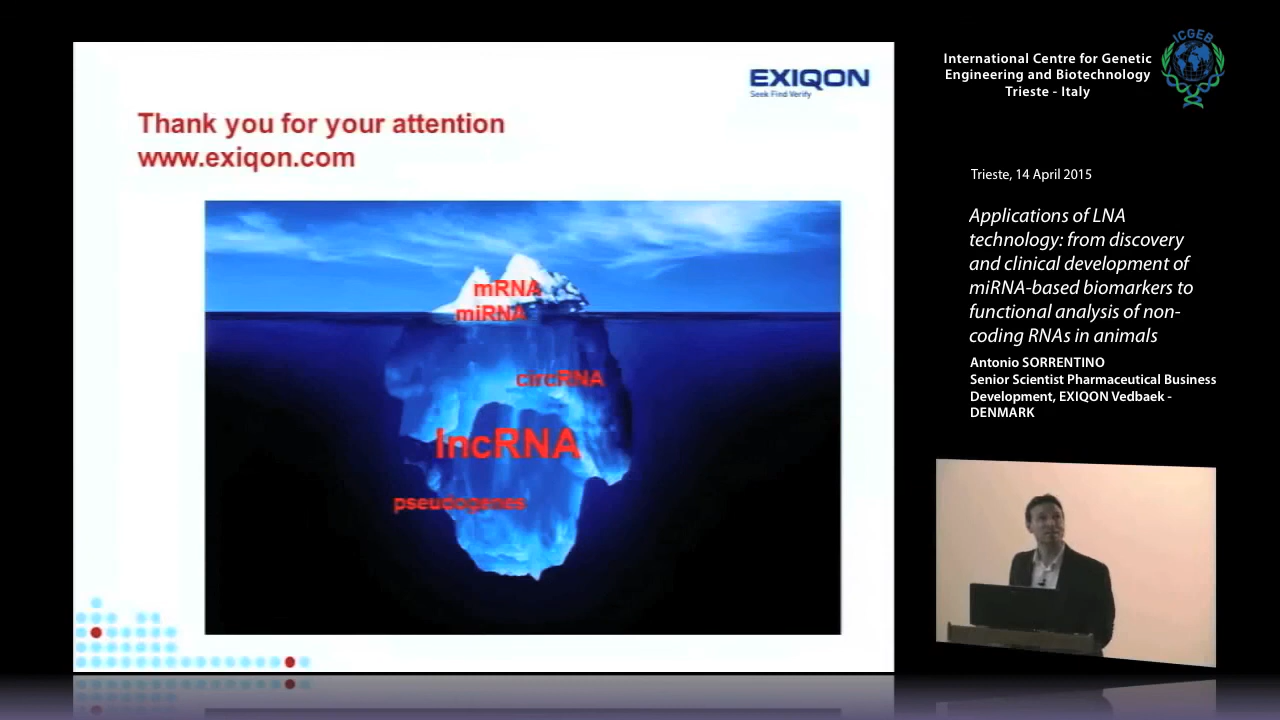 EXIQON
Seek Find Verify
Thank you for your attention
www.exiqon.com
mRNA
miRNA
circRNA
lncRNA
pseudogenes
ICGEB
International Centre for Genetic
Engineering and Biotechnology
Trieste - Italy
Trieste, 14 April 2015
Applications of LNA
technology: from discovery
and clinical development of
miRNA-based biomarkers to
functional analysis of non-
coding RNAs in animals
Antonio SORRENTINO
Senior Scientist Pharmaceutical Business
Development, EXIQON Vedbaek -
DENMARK